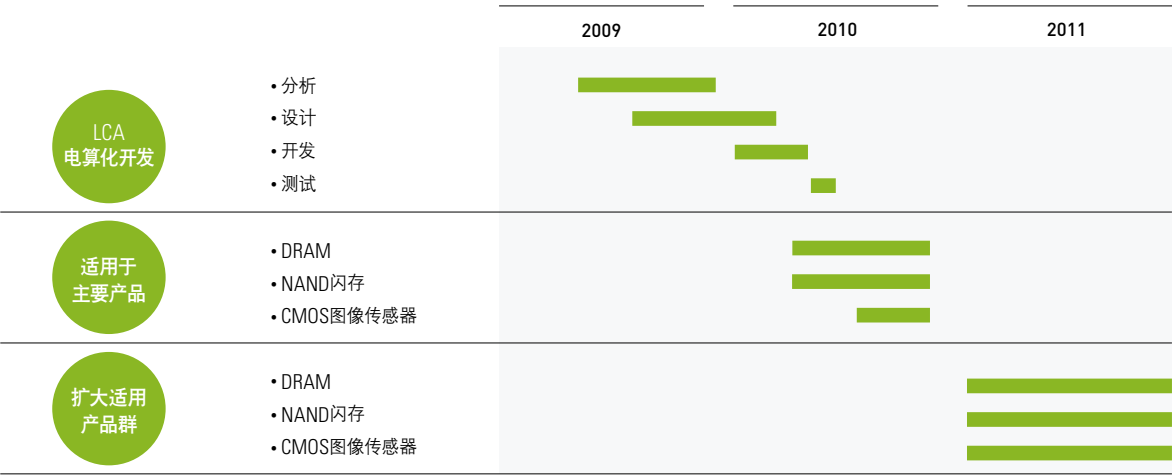 2009
2010
2011
LCA
电算化开发
• 分析
• 设计
• 开发
• 测试
适用于
主要产品
• DRAM
• NAND闪存
• CMOS图像传感器
扩大适用
产品群
• DRAM
• NAND闪存
• CMOS图像传感器